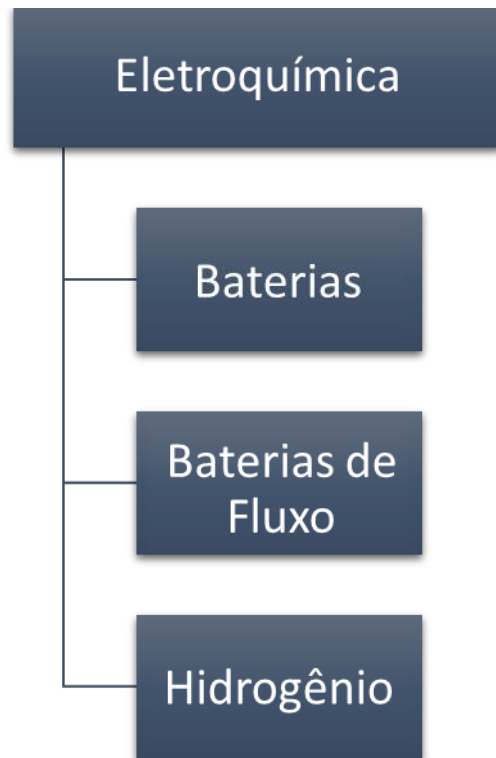 Eletroquímica
Baterias
Baterias de
Fluxo
Hidrogênio